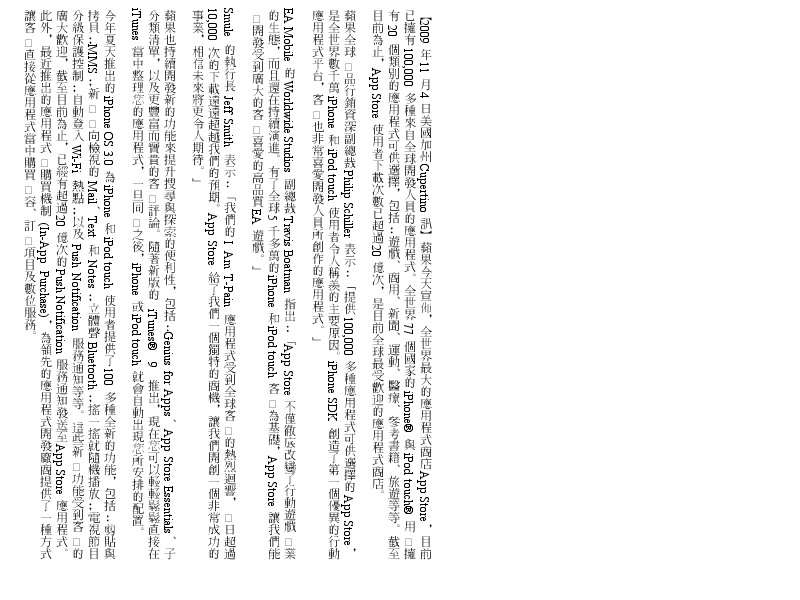 【2009 年 11 月 4 日美國加州 Cupertino 訊】蘋果今天宣佈，全世界最大的應用程式商店 App Store，目前
已擁有 100,000 多種來自全球開發人員的應用程式。全世界 77 個國家的 iPhone® 與 iPod touch® 用□擁
有 20 個類別的應用程式可供選擇，包括：遊戲、商用、新聞、運動、醫療、參考書籍、旅遊等等。截至
目前為止，App Store 使用者下載次數已超過 20 億次，是目前全球最受歡迎的應用程式商店。
蘋果全球□品行銷資深副總裁 Philip Schiller 表示：「提供 100,000 多種應用程式可供選擇的 App Store，
是全世界數千萬 iPhone 和 iPod touch 使用者令人稱羨的主要原因。iPhone SDK 創造了第一個優異的行動
應用程式平台，客□也非常喜愛開發人員所創作的應用程式。」
EA Mobile 的 Worldwide Studios 副總裁 Travis Boatman 指出：「App Store 不僅徹底改變了行動遊戲□業
的生態，而且還在持續演進。有了全球 5 千多萬的 iPhone 和 iPod touch 客□為基礎，App Store 讓我們能
□開發受到廣大的客□喜愛的高品質 EA 遊戲。」
Smule 的執行長 Jeff Smith 表示：「我們的 I Am T-Pain 應用程式受到全球客□的熱烈迴響，□日超過
10,000 次的下載遠遠超越我們的預期。App Store 給了我們一個獨特的商機，讓我們開創一個非常成功的
事業，相信未來將更令人期待。」
蘋果也持續開發新的功能來提升搜尋與探索的便利性，包括：Genius for Apps、App Store Essentials、子
分類清單，以及更豐富而寶貴的客□評論。隨著新版的 iTunes® 9 推出，現在您可以輕輕鬆鬆直接在
iTunes 當中整理您的應用程式，一旦同□之後，iPhone 或 iPod touch 就會自動出現您所安排的配置。
今年夏天推出的 iPhone OS 3.0 為 iPhone 和 iPod touch 使用者提供了 100 多種全新的功能，包括：剪貼與
拷貝；MMS；新□□向檢視的 Mail、Text 和 Notes；立體聲 Bluetooth；搖一搖就隨機播放；電視節目
分級保護控制；自動登入 Wi-Fi 熱點；以及 Push Notification 服務通知等等。這些新□功能受到客□的
廣大歡迎，截至目前為止，已經有超過 20 億次的 Push Notification 服務通知發送至 App Store 應用程式。
此外，最近推出的應用程式□購買機制 (In-App Purchase)，為領先的應用程式開發廠商提供了一種方式
讓客□直接從應用程式當中購買□容、訂□項目及數位服務。